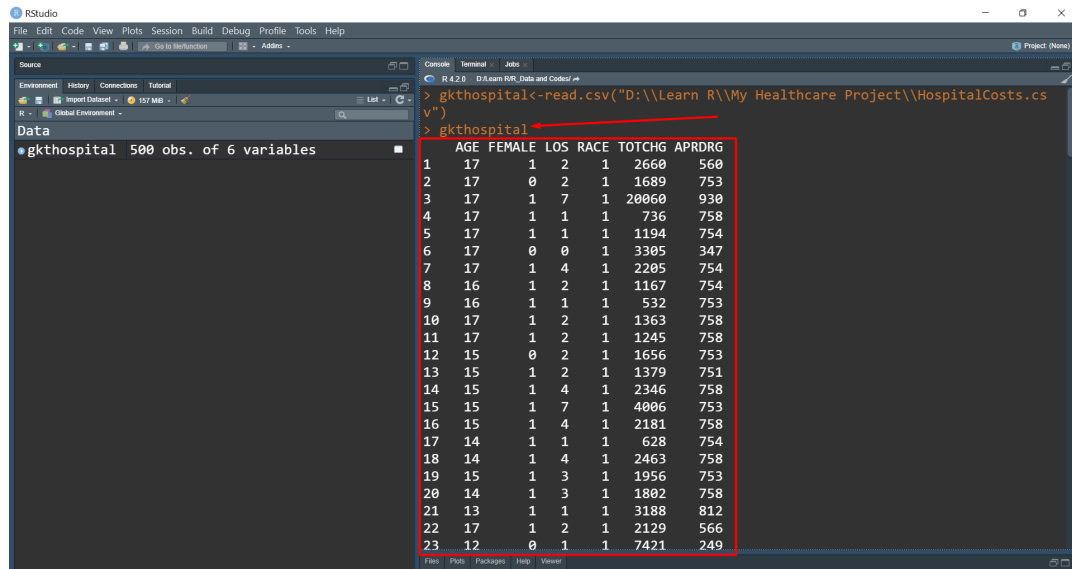 RStudio
File Edit Code View Plots Session Build Debug Profile Tools Help
Go to file/function Addins
Project: (None)
Source
Environment History Connections Tutorial
Import Dataset 157 MiB List
R Global Environment
Data
gkthospital 500 obs. of 6 variables
Console Terminal Jobs
R 4.2.0 · D:/Learn R/R_Data and Codes/
> gkthospital<-read.csv("D:\\Learn R\\My Healthcare Project\\HospitalCosts.cs
v")
> gkthospital
AGE FEMALE LOS RACE TOTCHG APRDRG
1 17 1 2 1 2660 560
2 17 0 2 1 1689 753
3 17 1 7 1 20060 930
4 17 1 1 1 736 758
5 17 1 1 1 1194 754
6 17 0 0 1 3305 347
7 17 1 4 1 2205 754
8 16 1 2 1 1167 754
9 16 1 1 1 532 753
10 17 1 2 1 1363 758
11 17 1 2 1 1245 758
12 15 0 2 1 1656 753
13 15 1 2 1 1379 751
14 15 1 4 1 2346 758
15 15 1 7 1 4006 753
16 15 1 4 1 2181 758
17 14 1 1 1 628 754
18 14 1 4 1 2463 758
19 15 1 3 1 1956 753
20 14 1 3 1 1802 758
21 13 1 1 1 3188 812
22 17 1 2 1 2129 566
23 12 0 1 1 7421 249
Files Plots Packages Help Viewer